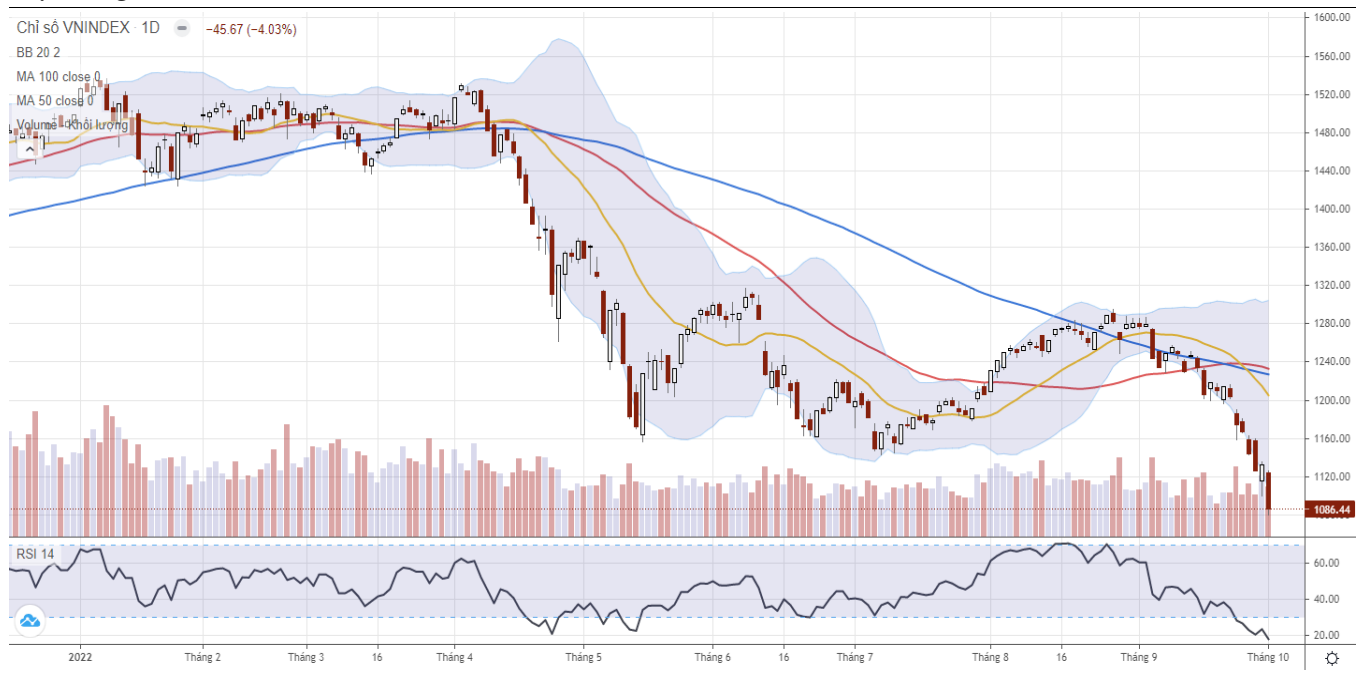 Chỉ số VNINDEX · 1D −45.67 (−4.03%)
BB 20 2
MA 100 close 0
MA 50 close 0
Volume - Khối lượng
1600.00
1560.00
1520.00
1480.00
1440.00
1400.00
1360.00
1320.00
1280.00
1240.00
1200.00
1160.00
1120.00
1086.44
RSI 14
60.00
40.00
20.00
2022 Tháng 2 Tháng 3 16 Tháng 4 Tháng 5 Tháng 6 16 Tháng 7 Tháng 8 16 Tháng 9 Tháng 10